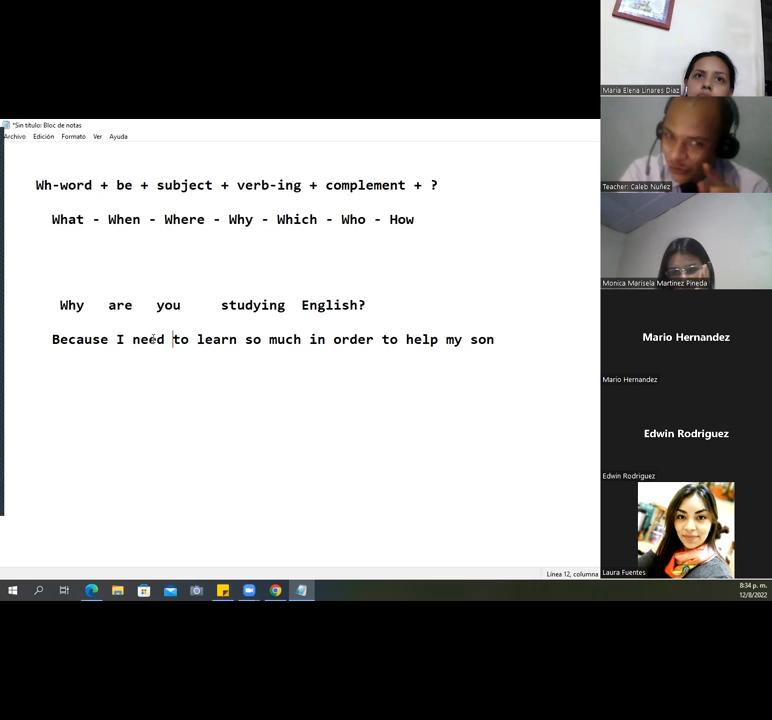 *Sin título: Bloc de notas
Archivo Edición Formato Ver Ayuda
Wh-word + be + subject + verb-ing + complement + ?
What - When - Where - Why - Which - Who - How
Why are you studying English?
Because I need to learn so much in order to help my son
Línea 12, columna
8:34 p. m.
12/8/2022
Maria Elena Linares Diaz
Teacher: Caleb Nuñez
Monica Marisela Martinez Pineda
Mario Hernandez
Mario Hernandez
Edwin Rodriguez
Edwin Rodriguez
Laura Fuentes